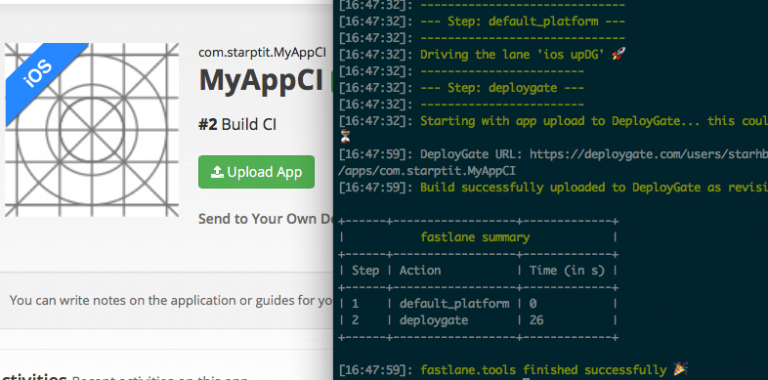 iOS
com.starptit.MyAppCI
MyAppCI
#2 Build CI
Upload App
Send to Your Own
You can write notes on the application or guides for
Recent activities on this app
[16:47:32]: ------------------------------
[16:47:32]: --- Step: default_platform ---
[16:47:32]: ------------------------------
[16:47:32]: Driving the lane 'ios upDG' 🚀
[16:47:32]: -----------------------
[16:47:32]: --- Step: deploygate ---
[16:47:32]: -----------------------
[16:47:32]: Starting with app upload to DeployGate... this
⏳
[16:47:59]: DeployGate URL: https://deploygate.com/users/starhb
/apps/com.starptit.MyAppCI
[16:47:59]: Build successfully uploaded to DeployGate as
+------+------------------+-------------+
| fastlane summary |
+------+------------------+-------------+
| Step | Action | Time (in s) |
+------+------------------+-------------+
| 1 | default_platform | 0 |
| 2 | deploygate | 26 |
+------+------------------+-------------+
[16:47:59]: fastlane.tools finished successfully 🎉